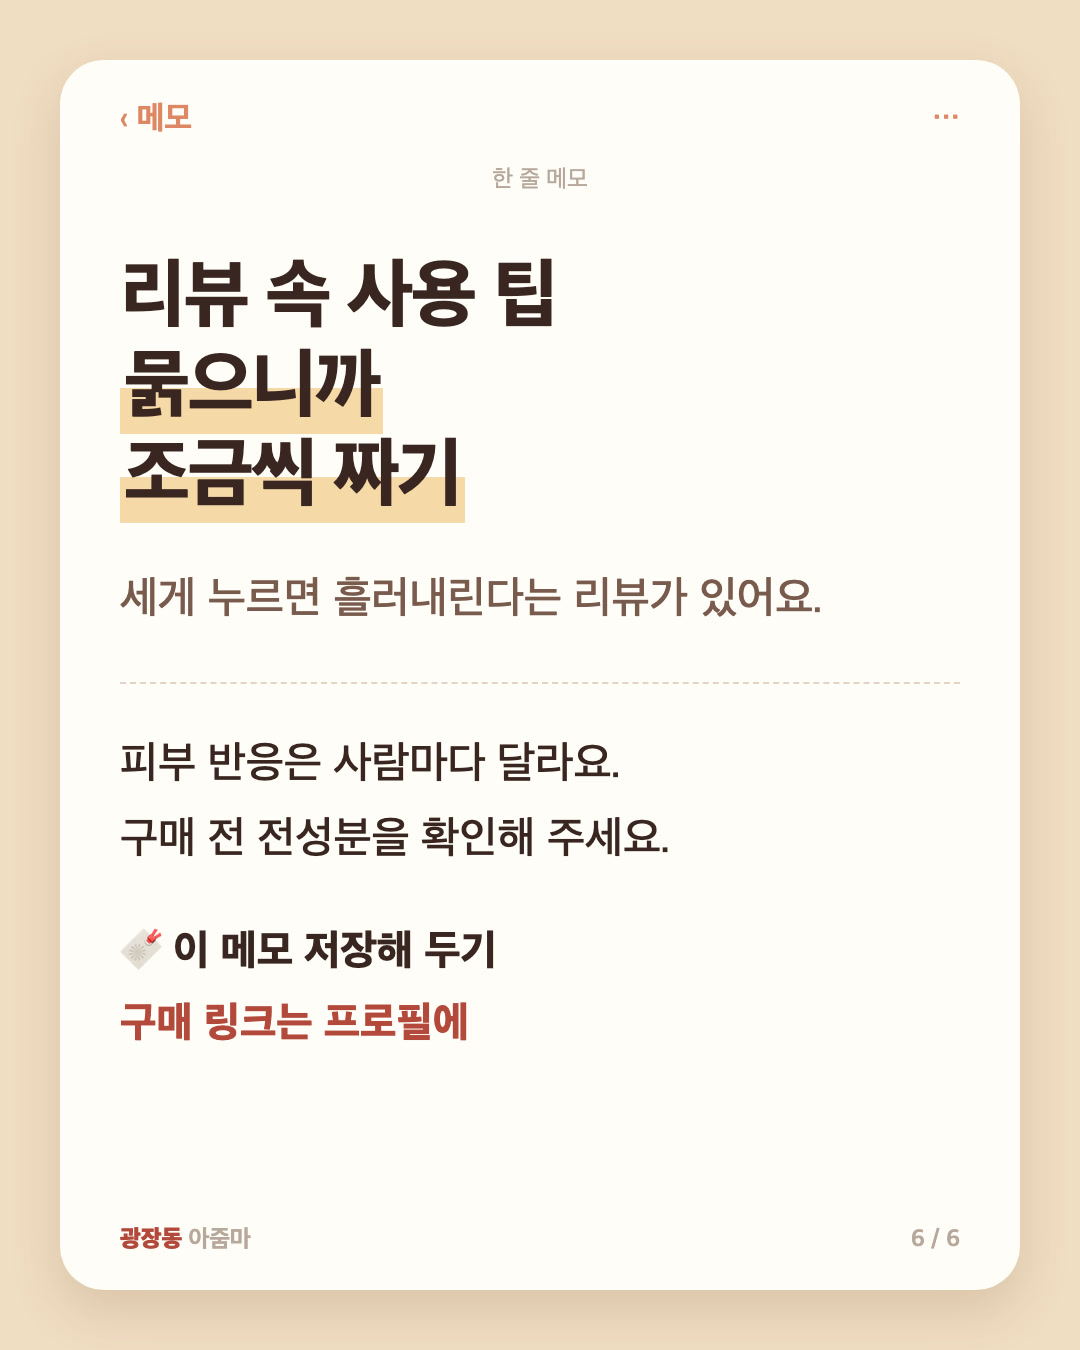 ‹ 메모
···
한 줄 메모
리뷰 속 사용 팁
묽으니까
조금씩 짜기
세게 누르면 흘러내린다는 리뷰가 있어요.
피부 반응은 사람마다 달라요.
구매 전 전성분을 확인해 주세요.
이 메모 저장해 두기
구매 링크는 프로필에
광장동 아줌마
6 / 6